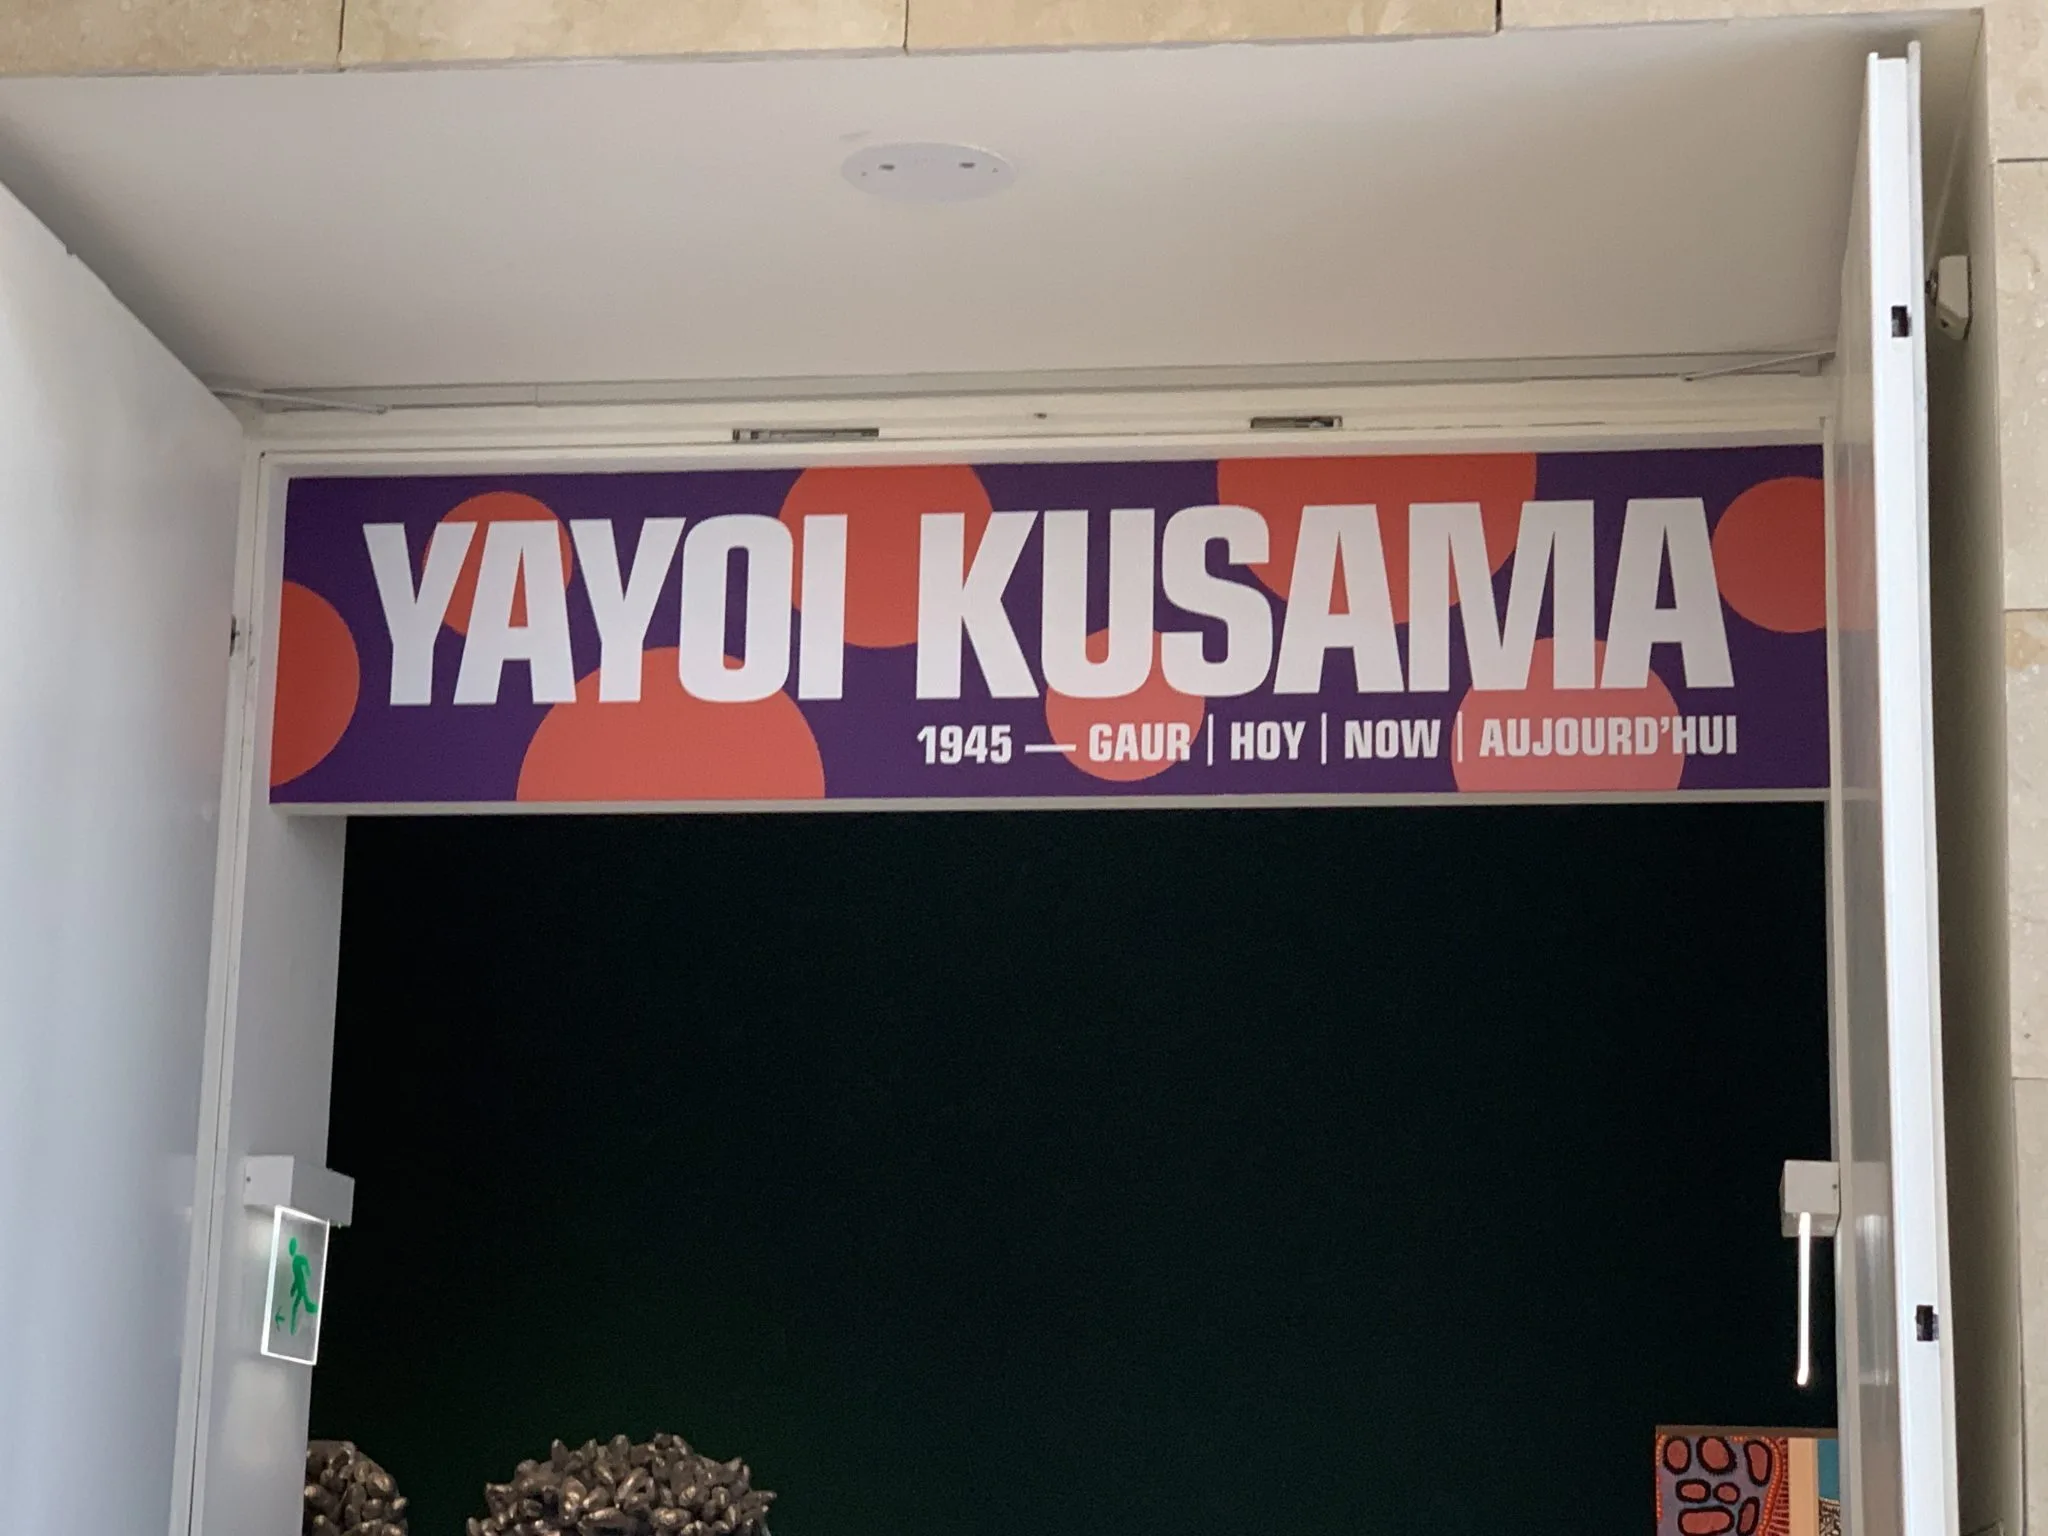 YAYOI KUSAMA
1945 — GAUR | HOY | NOW | AUJOURD'HUI